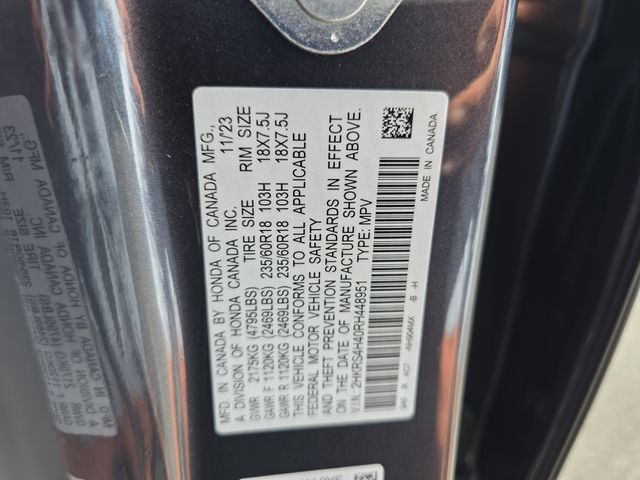 MFD. IN CANADA BY HONDA OF CANADA MFG.,
A DIVISION OF HONDA CANADA INC. 11/23
GVWR 2175KG (4795LBS) TIRE SIZE RIM SIZE
GAWR F 1120KG (2469LBS) 235/60R18 103H 18X7.5J
GAWR R 1120KG (2469LBS) 235/60R18 103H 18X7.5J
THIS VEHICLE CONFORMS TO ALL APPLICABLE
FEDERAL MOTOR VEHICLE SAFETY
AND THEFT PREVENTION STANDARDS IN EFFECT
ON THE DATE OF MANUFACTURE SHOWN ABOVE.
V.I.N.: 2HKRS4H40RH448951 TYPE: MPV
NH904MX -B -H
MADE IN CANADA